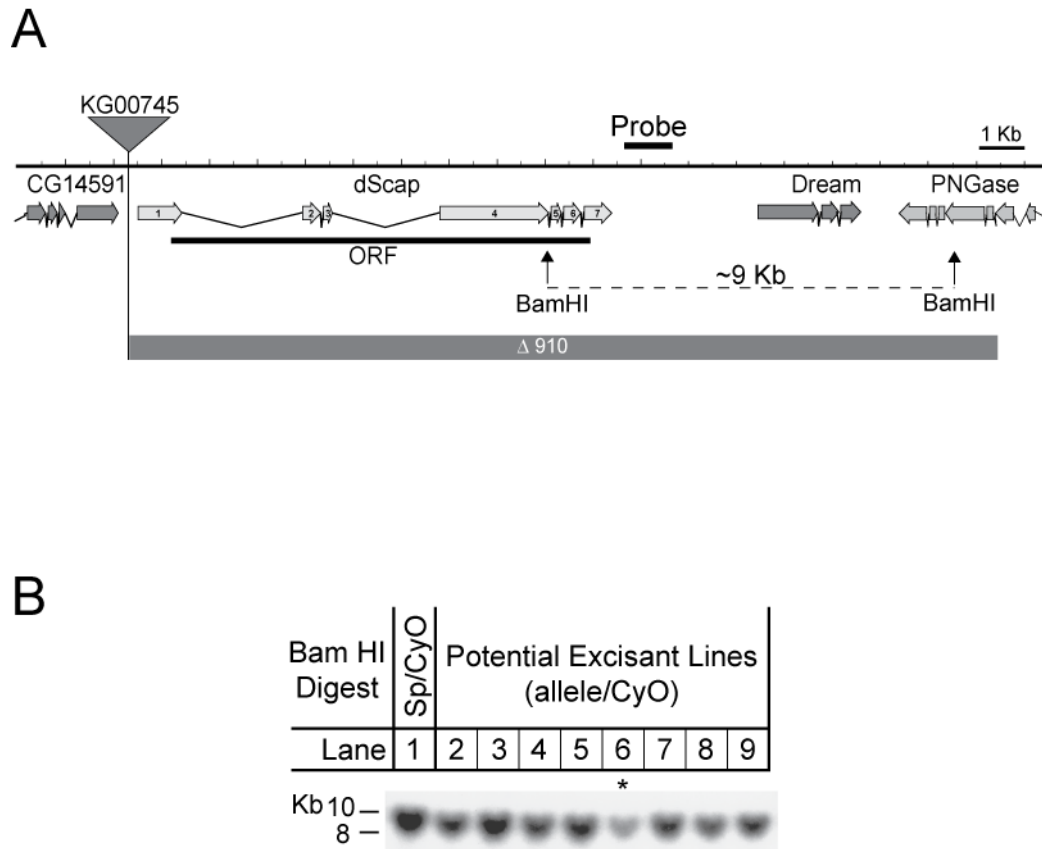 A
KG00745
Probe
1 Kb
CG14591
dScap
Dream
PNGase
1
2
3
4
5
6
7
ORF
BamHI
~9 Kb
BamHI
Δ 910
B
Bam HI
Digest
Sp/CyO
Potential Excisant Lines
(allele/CyO)
Lane 1 2 3 4 5 6 7 8 9
*
Kb 10
8